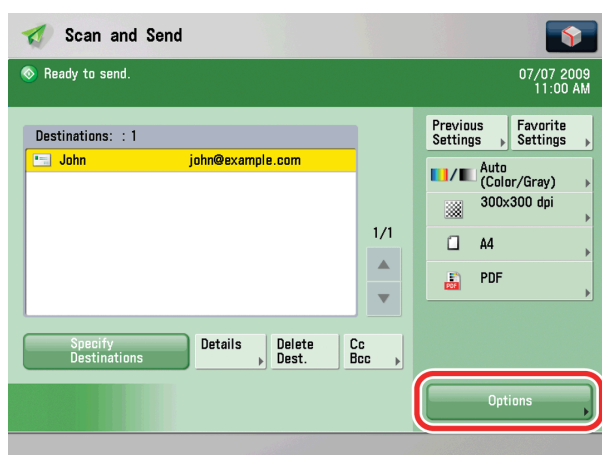 Scan and Send
Ready to send.
07/07 2009
11:00 AM
Destinations: : 1
John john@example.com
1/1
Previous
Settings
Favorite
Settings
Auto
(Color/Gray)
300x300 dpi
A4
PDF
PDF
Specify
Destinations
Details
Delete
Dest.
Cc
Bcc
Options